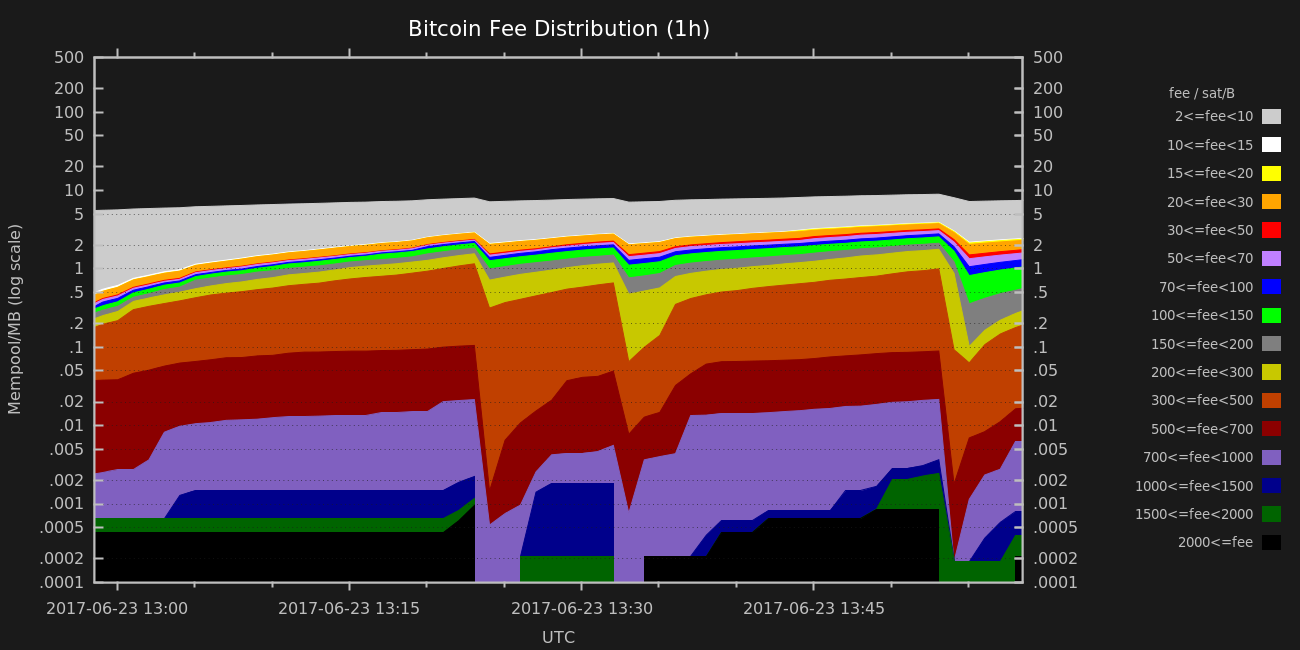 Bitcoin Fee Distribution (1h)
Mempool/MB (log scale)
500
200
100
50
20
10
5
2
1
.5
.2
.1
.05
.02
.01
.005
.002
.001
.0005
.0002
.0001
500
200
100
50
20
10
5
2
1
.5
.2
.1
.05
.02
.01
.005
.002
.001
.0005
.0002
.0001
2017-06-23 13:00
2017-06-23 13:15
2017-06-23 13:30
2017-06-23 13:45
UTC
fee / sat/B
2<=fee<10
10<=fee<15
15<=fee<20
20<=fee<30
30<=fee<50
50<=fee<70
70<=fee<100
100<=fee<150
150<=fee<200
200<=fee<300
300<=fee<500
500<=fee<700
700<=fee<1000
1000<=fee<1500
1500<=fee<2000
2000<=fee